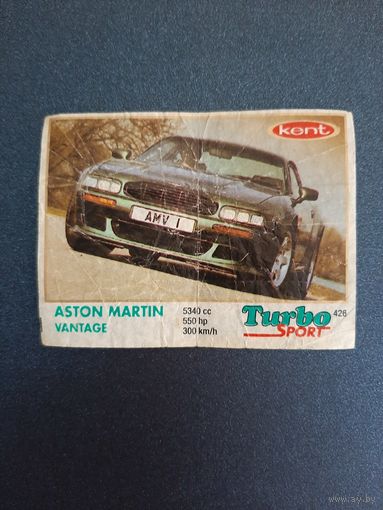 kent
AMV 1
ASTON MARTIN
VANTAGE
5340 cc
550 hp
300 km/h
Turbo 426
SPORT
www.ay.by